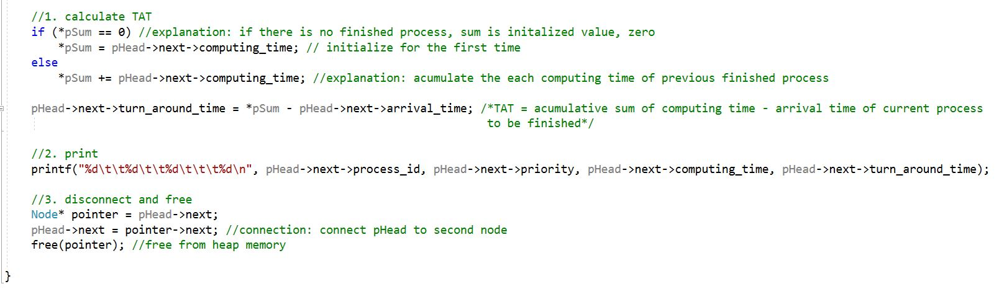 //1. calculate TAT
if (*pSum == 0) //explanation: if there is no finished process, sum is initalized value, zero
*pSum = pHead->next->computing_time; // initialize for the first time
else
*pSum += pHead->next->computing_time; //explanation: acumulate the each computing time of previous finished process
pHead->next->turn_around_time = *pSum - pHead->next->arrival_time; /*TAT = acumulative sum of computing time - arrival time of current process
to be finished*/
//2. print
printf("%d\t\t%d\t\t%d\t\t\t%d\n", pHead->next->process_id, pHead->next->priority, pHead->next->computing_time, pHead->next->turn_around_time);
//3. disconnect and free
Node* pointer = pHead->next;
pHead->next = pointer->next; //connection: connect pHead to second node
free(pointer); //free from heap memory
}